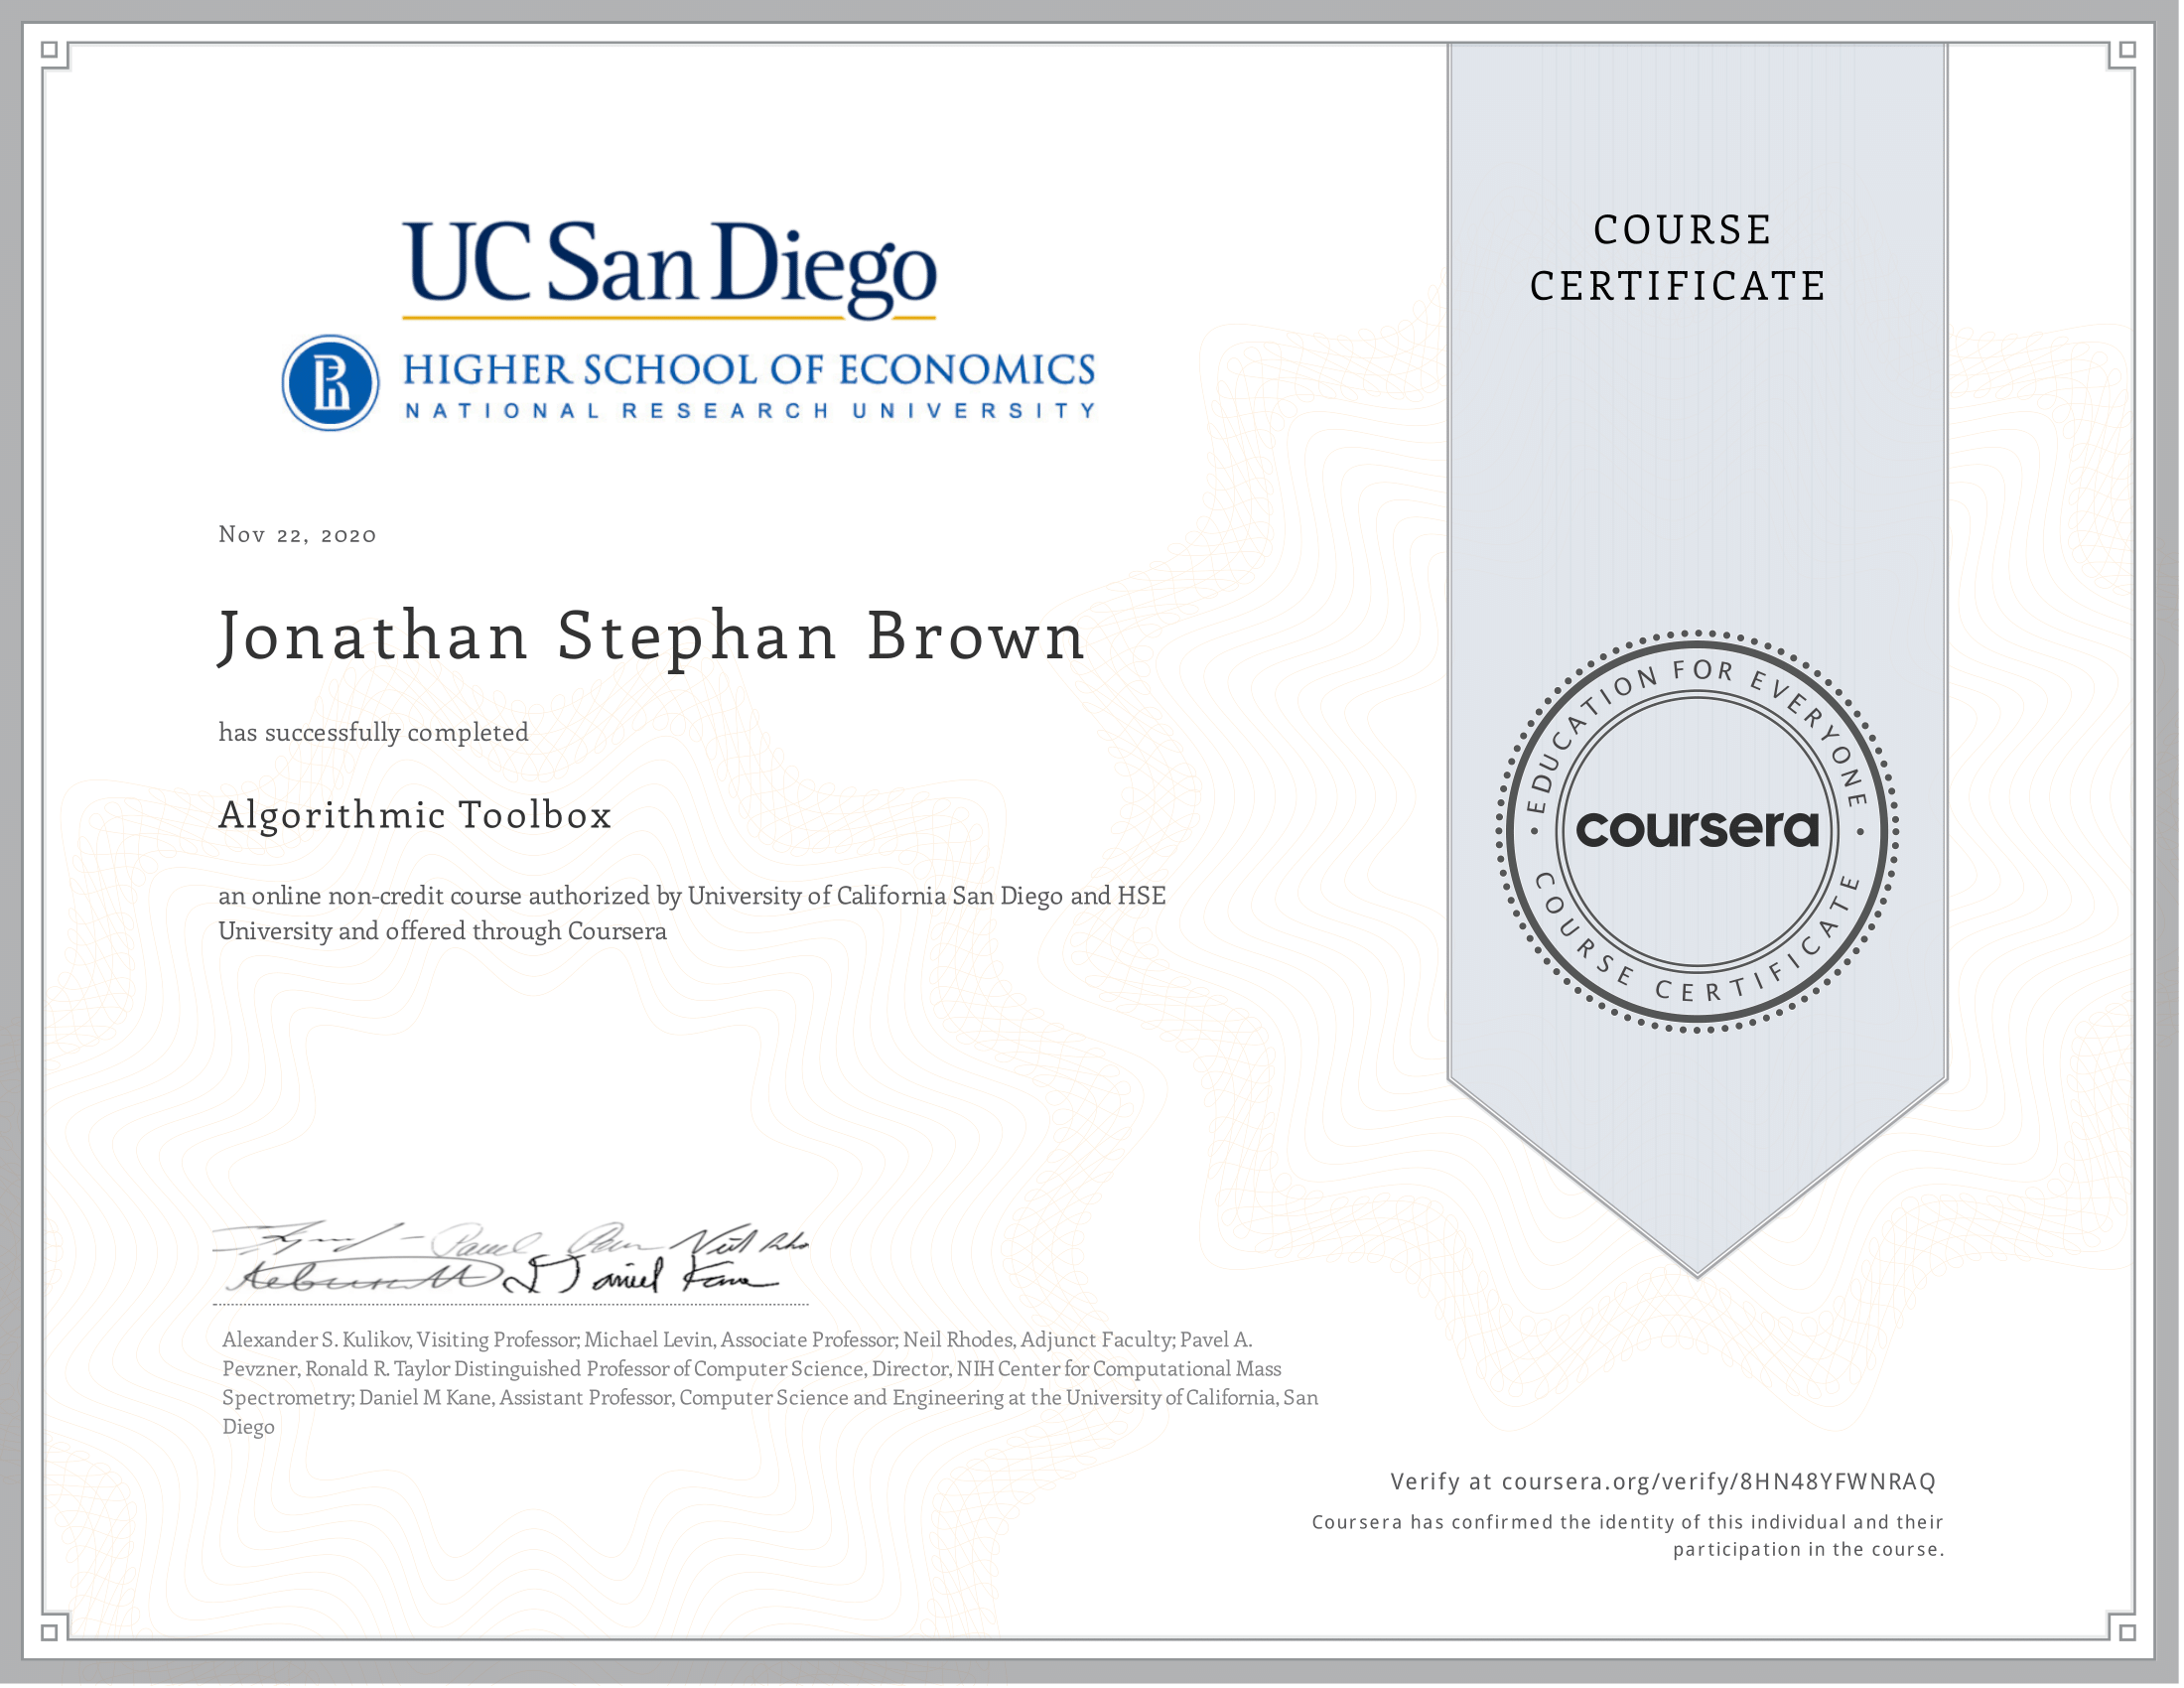 UC San Diego
HIGHER SCHOOL OF ECONOMICS
NATIONAL RESEARCH UNIVERSITY
COURSE
CERTIFICATE
Nov 22, 2020
Jonathan Stephan Brown
has successfully completed
Algorithmic Toolbox
an online non-credit course authorized by University of California San Diego and HSE
University and offered through Coursera
EDUCATION FOR EVERYONE
coursera
COURSE CERTIFICATE
Daniel Kane
Alexander S. Kulikov, Visiting Professor; Michael Levin, Associate Professor; Neil Rhodes, Adjunct Faculty; Pavel A.
Pevzner, Ronald R. Taylor Distinguished Professor of Computer Science, Director, NIH Center for Computational Mass
Spectrometry; Daniel M Kane, Assistant Professor, Computer Science and Engineering at the University of California, San
Diego
Verify at coursera.org/verify/8HN48YFWNRAQ
Coursera has confirmed the identity of this individual and their
participation in the course.